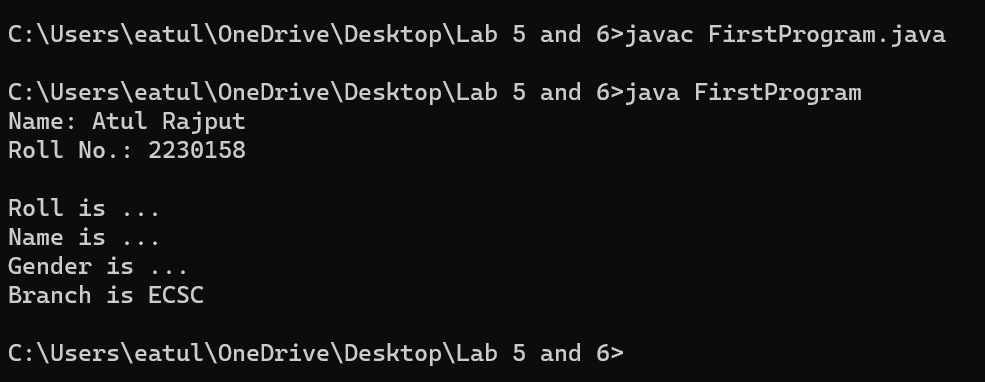 C:\Users\eatul\OneDrive\Desktop\Lab 5 and 6>javac FirstProgram.java
C:\Users\eatul\OneDrive\Desktop\Lab 5 and 6>java FirstProgram
Name: Atul Rajput
Roll No.: 2230158
Roll is ...
Name is ...
Gender is ...
Branch is ECSC
C:\Users\eatul\OneDrive\Desktop\Lab 5 and 6>